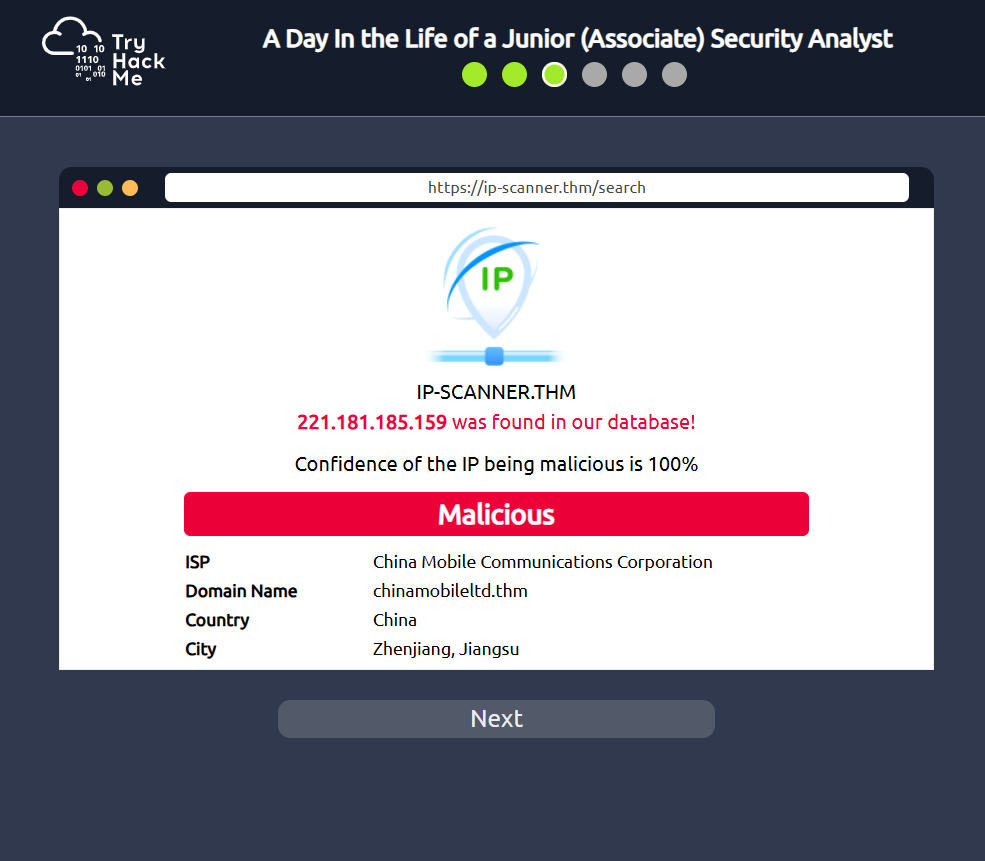 A Day In the Life of a Junior (Associate) Security Analyst
10 10
1110
0101 01
01 010
01
Try
Hack
Me
https://ip-scanner.thm/search
IP
IP-SCANNER.THM
221.181.185.159 was found in our database!
Confidence of the IP being malicious is 100%
Malicious
ISP China Mobile Communications Corporation
Domain Name chinamobileltd.thm
Country China
City Zhenjiang, Jiangsu
Next